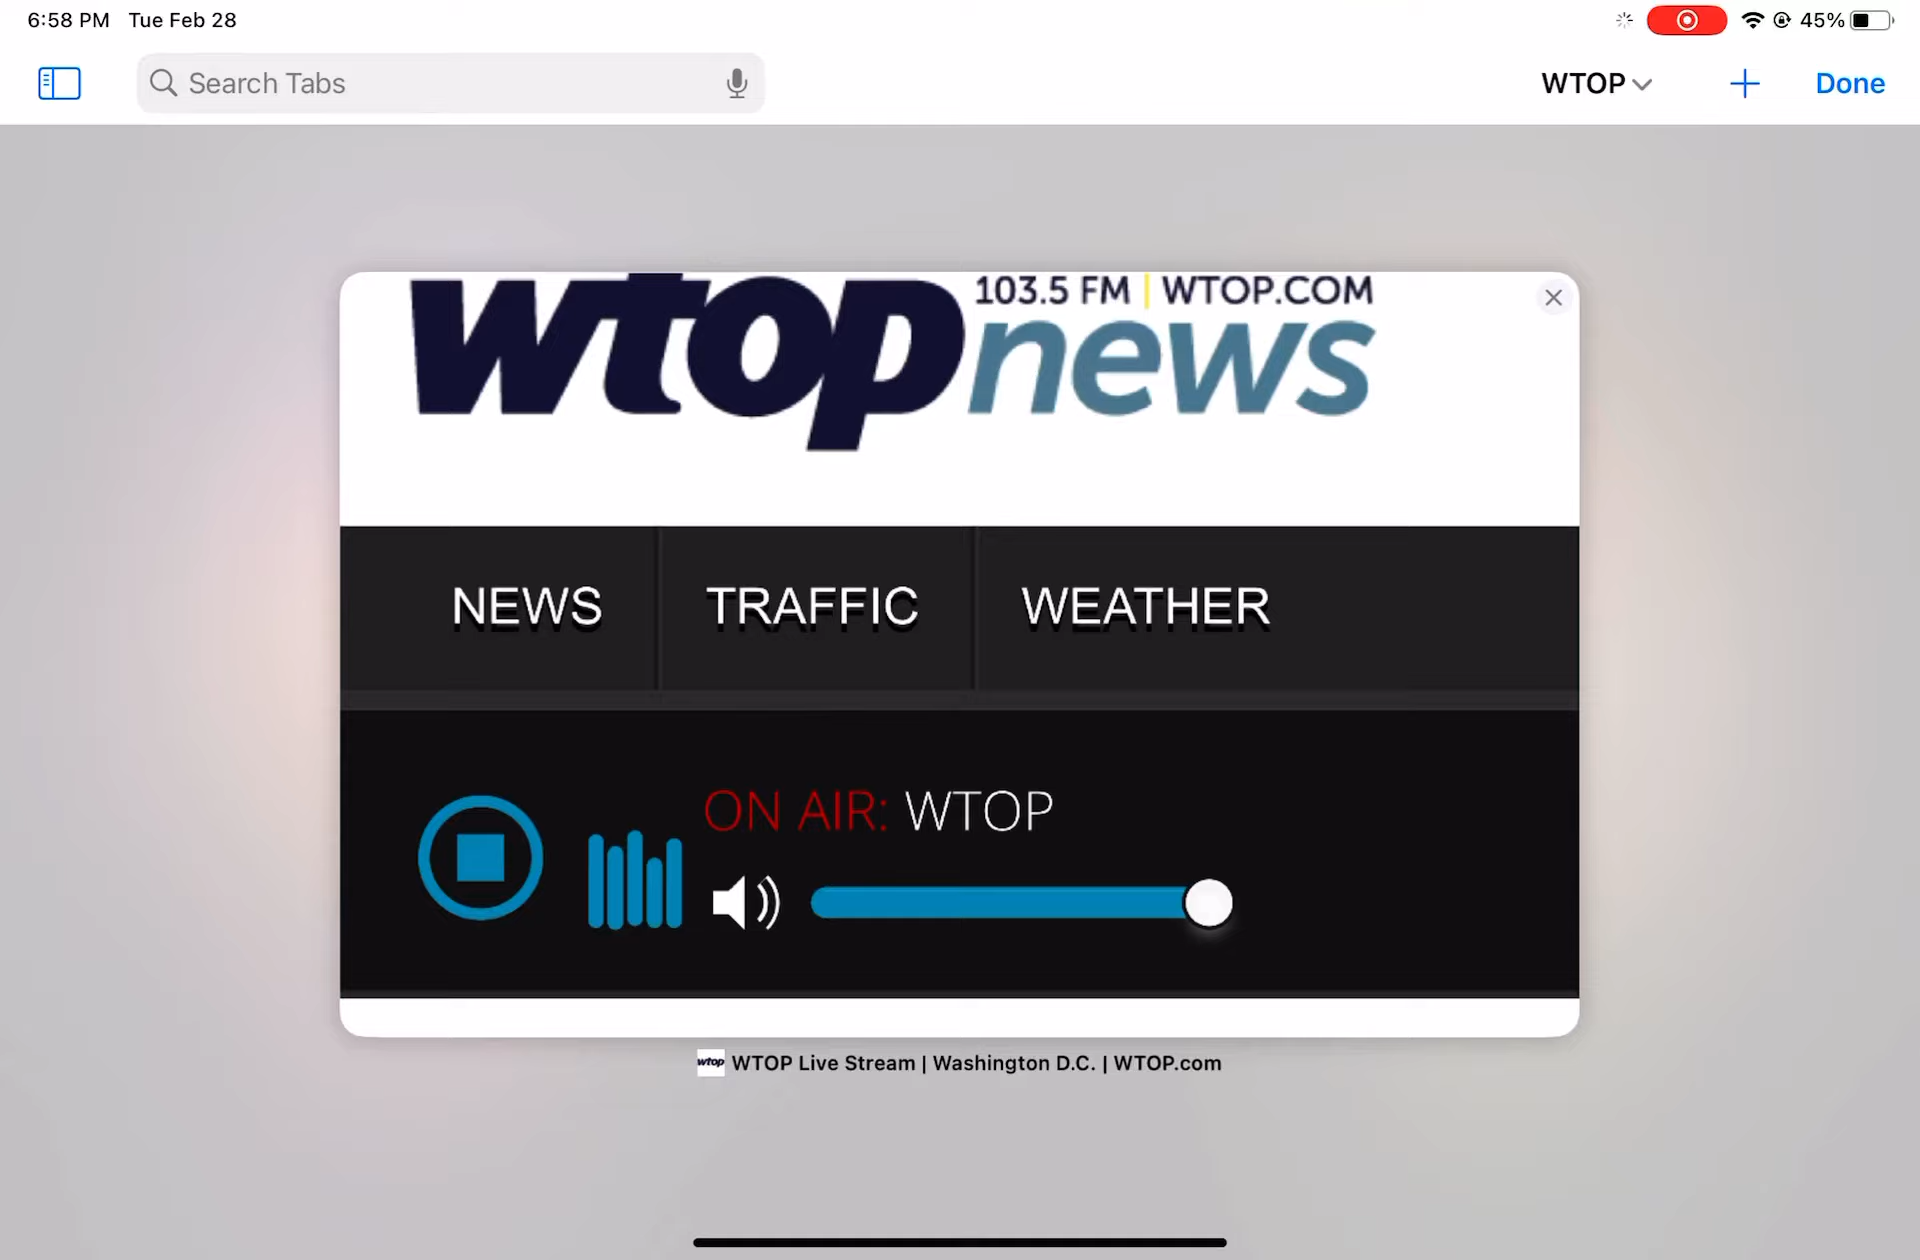 6:58 PM Tue Feb 28
45%
Search Tabs
WTOP
Done
103.5 FM | WTOP.COM
wtop news
NEWS
TRAFFIC
WEATHER
ON AIR: WTOP
wtop WTOP Live Stream | Washington D.C. | WTOP.com